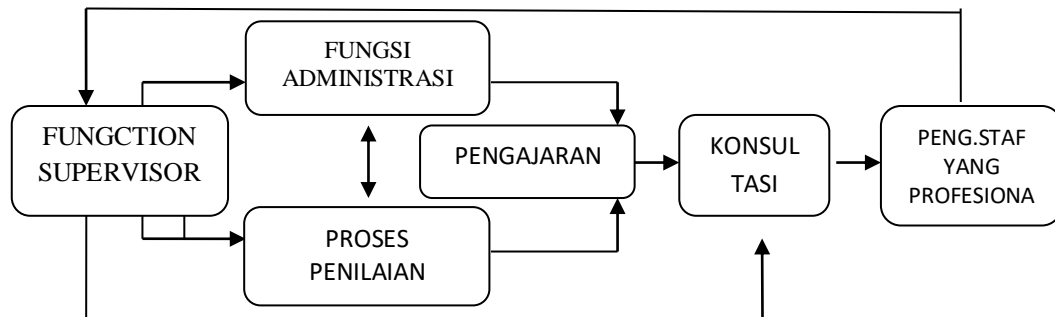 FUNGSI
ADMINISTRASI
FUNGCTION
SUPERVISOR
PENGAJARAN
KONSUL
TASI
PENG.STAF
YANG
PROFESIONA
PROSES
PENILAIAN